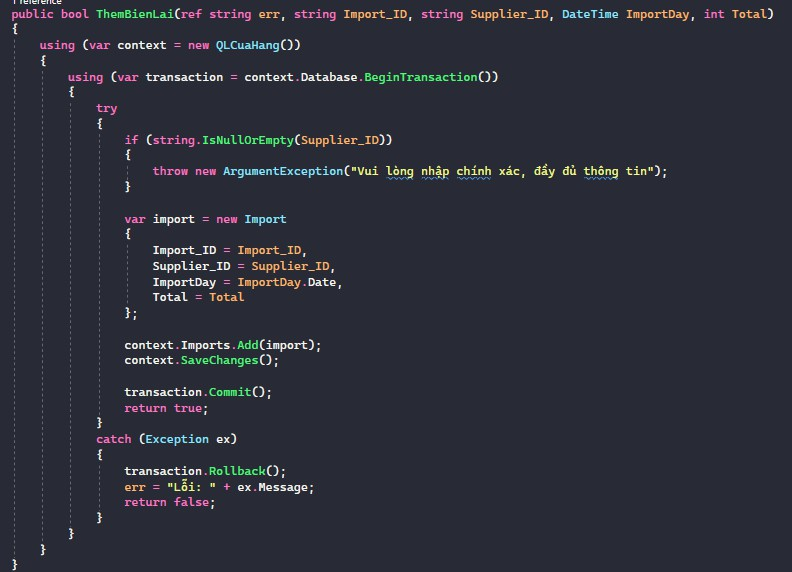 1 reference
public bool ThemBienLai(ref string err, string Import_ID, string Supplier_ID, DateTime ImportDay, int Total)
{
using (var context = new QLCuaHang())
{
using (var transaction = context.Database.BeginTransaction())
{
try
{
if (string.IsNullOrEmpty(Supplier_ID))
{
throw new ArgumentException("Vui lòng nhập chính xác, đầy đủ thông tin");
}
var import = new Import
{
Import_ID = Import_ID,
Supplier_ID = Supplier_ID,
ImportDay = ImportDay.Date,
Total = Total
};
context.Imports.Add(import);
context.SaveChanges();
transaction.Commit();
return true;
}
catch (Exception ex)
{
transaction.Rollback();
err = "Lỗi: " + ex.Message;
return false;
}
}
}
}